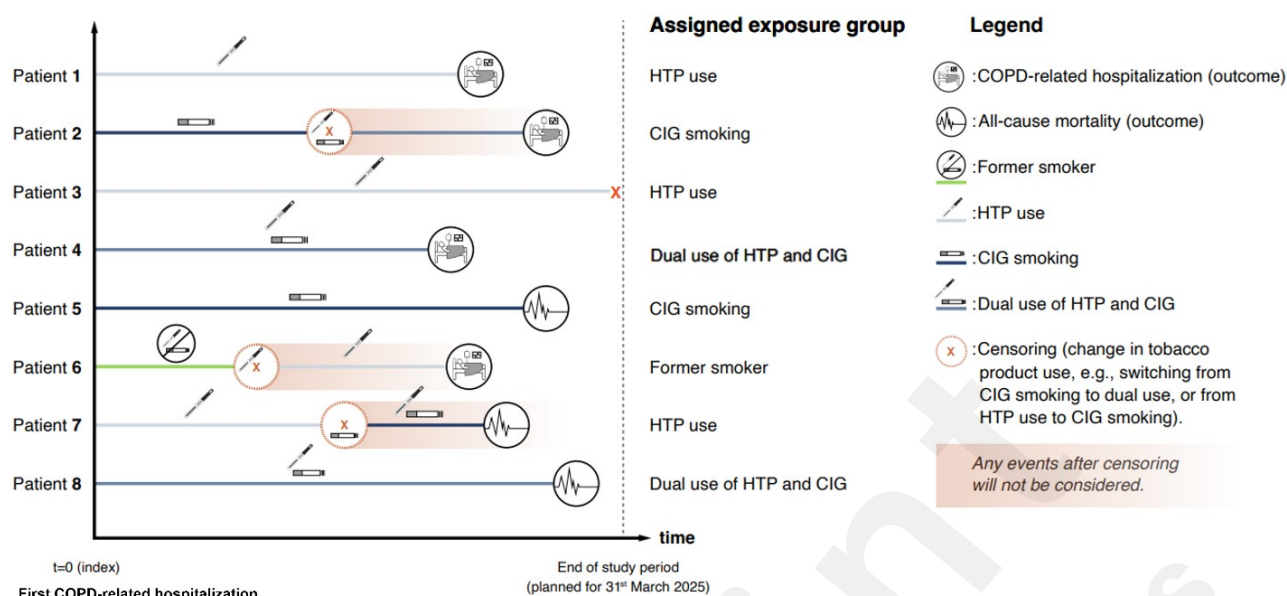 Assigned exposure group
Legend
Patient 1
HTP use
Patient 2
CIG smoking
Patient 3
X
HTP use
Patient 4
Dual use of HTP and CIG
Patient 5
CIG smoking
Patient 6
Former smoker
Patient 7
HTP use
Patient 8
Dual use of HTP and CIG
X
X
X
time
t=0 (index)
End of study period
(planned for 31st March 2025)
First COPD-related hospitalization
:COPD-related hospitalization (outcome)
:All-cause mortality (outcome)
:Former smoker
:HTP use
:CIG smoking
:Dual use of HTP and CIG
X
:Censoring (change in tobacco
product use, e.g., switching from
CIG smoking to dual use, or from
HTP use to CIG smoking).
Any events after censoring
will not be considered.